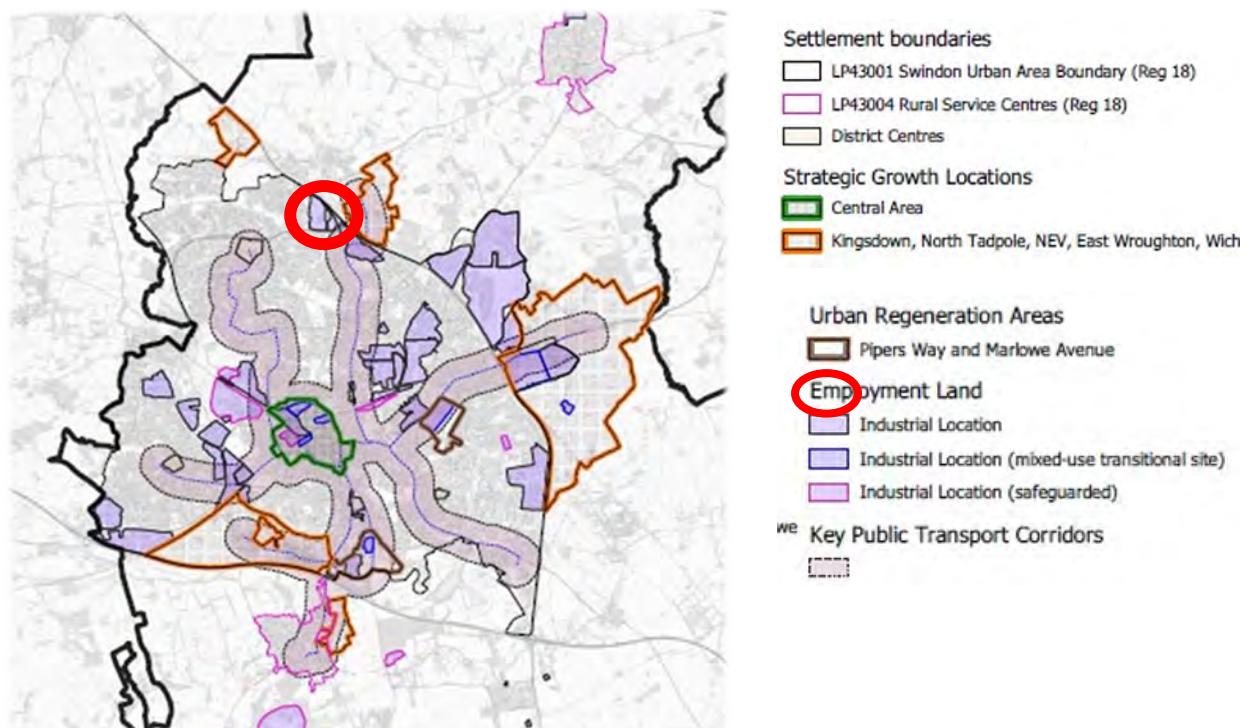 Settlement boundaries
LP43001 Swindon Urban Area Boundary (Reg 18)
LP43004 Rural Service Centres (Reg 18)
District Centres
Strategic Growth Locations
Central Area
Kingsdown, North Tadpole, NEV, East Wroughton, Wich
Urban Regeneration Areas
Pipers Way and Marlowe Avenue
Employment Land
Industrial Location
Industrial Location (mixed-use transitional site)
Industrial Location (safeguarded)
we Key Public Transport Corridors